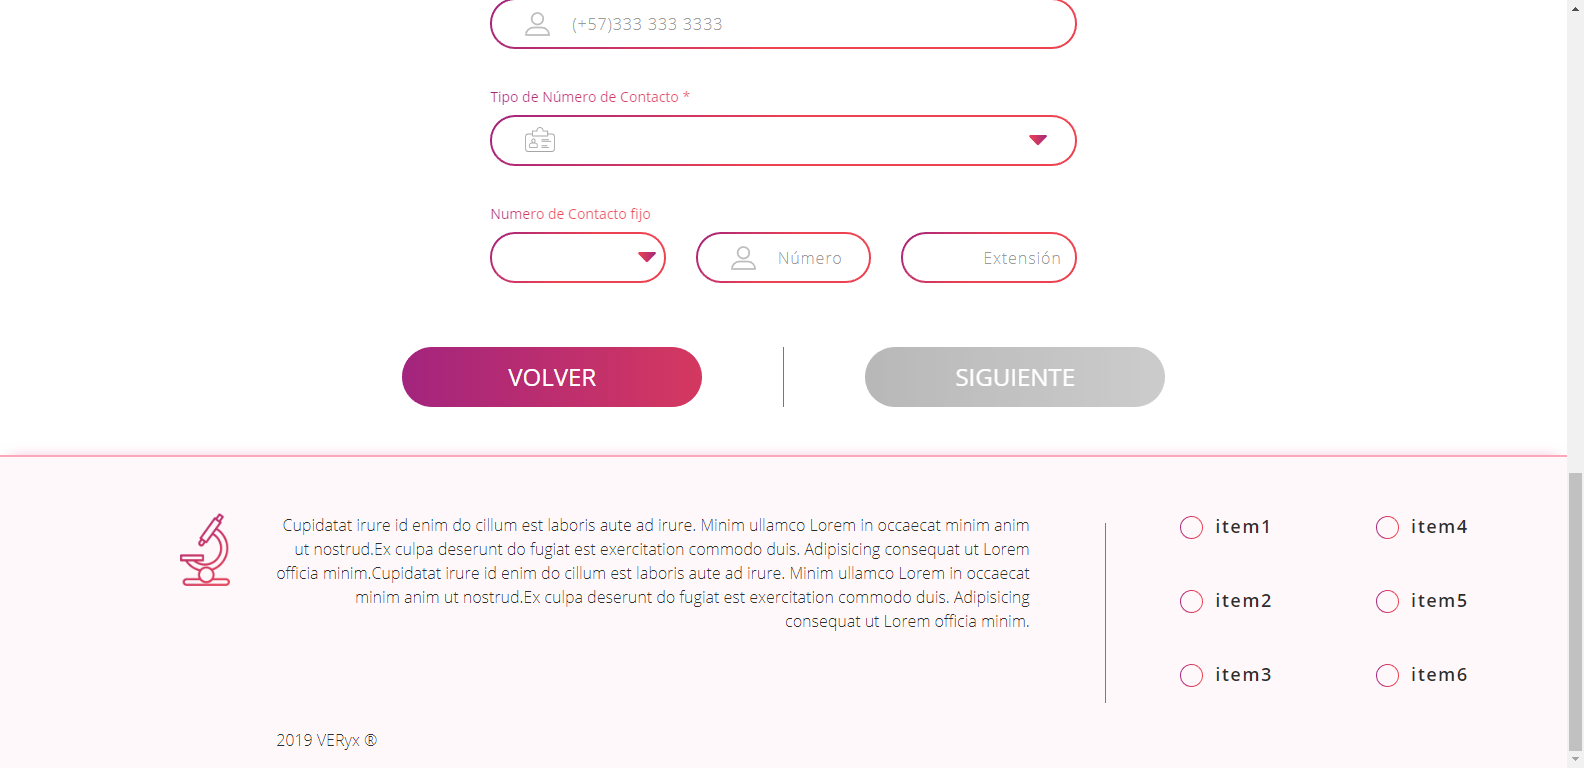 (+57)333 333 3333
Tipo de Número de Contacto *
Numero de Contacto fijo
Número
Extensión
VOLVER
SIGUIENTE
Cupidatat irure id enim do cillum est laboris aute ad irure. Minim ullamco Lorem in occaecat minim anim
ut nostrud.Ex culpa deserunt do fugiat est exercitation commodo duis. Adipisicing consequat ut Lorem
officia minim.Cupidatat irure id enim do cillum est laboris aute ad irure. Minim ullamco Lorem in occaecat
minim anim ut nostrud.Ex culpa deserunt do fugiat est exercitation commodo duis. Adipisicing
consequat ut Lorem officia minim.
item1
item2
item3
item4
item5
item6
2019 VERyx ®